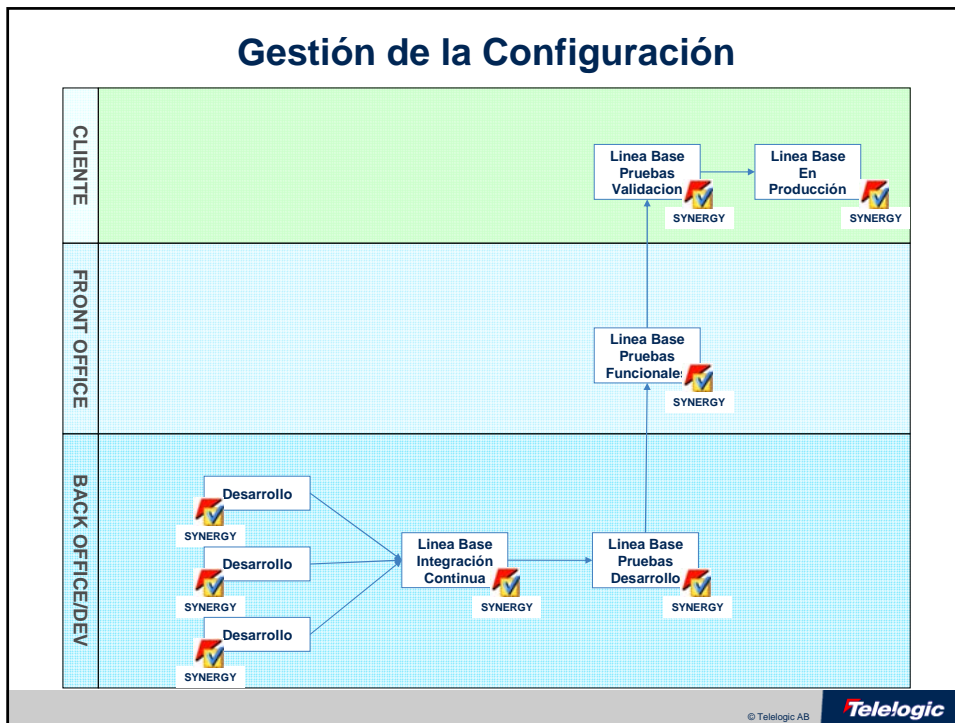 Gestión de la Configuración
CLIENTE
Linea Base
Pruebas
Validacion
SYNERGY
Linea Base
En
Producción
SYNERGY
FRONT OFFICE
Linea Base
Pruebas
Funcionales
SYNERGY
BACK OFFICE/DEV
Desarrollo
SYNERGY
Desarrollo
SYNERGY
Desarrollo
SYNERGY
Linea Base
Integración
Continua
SYNERGY
Linea Base
Pruebas
Desarrollo
SYNERGY
© Telelogic AB
Telelogic